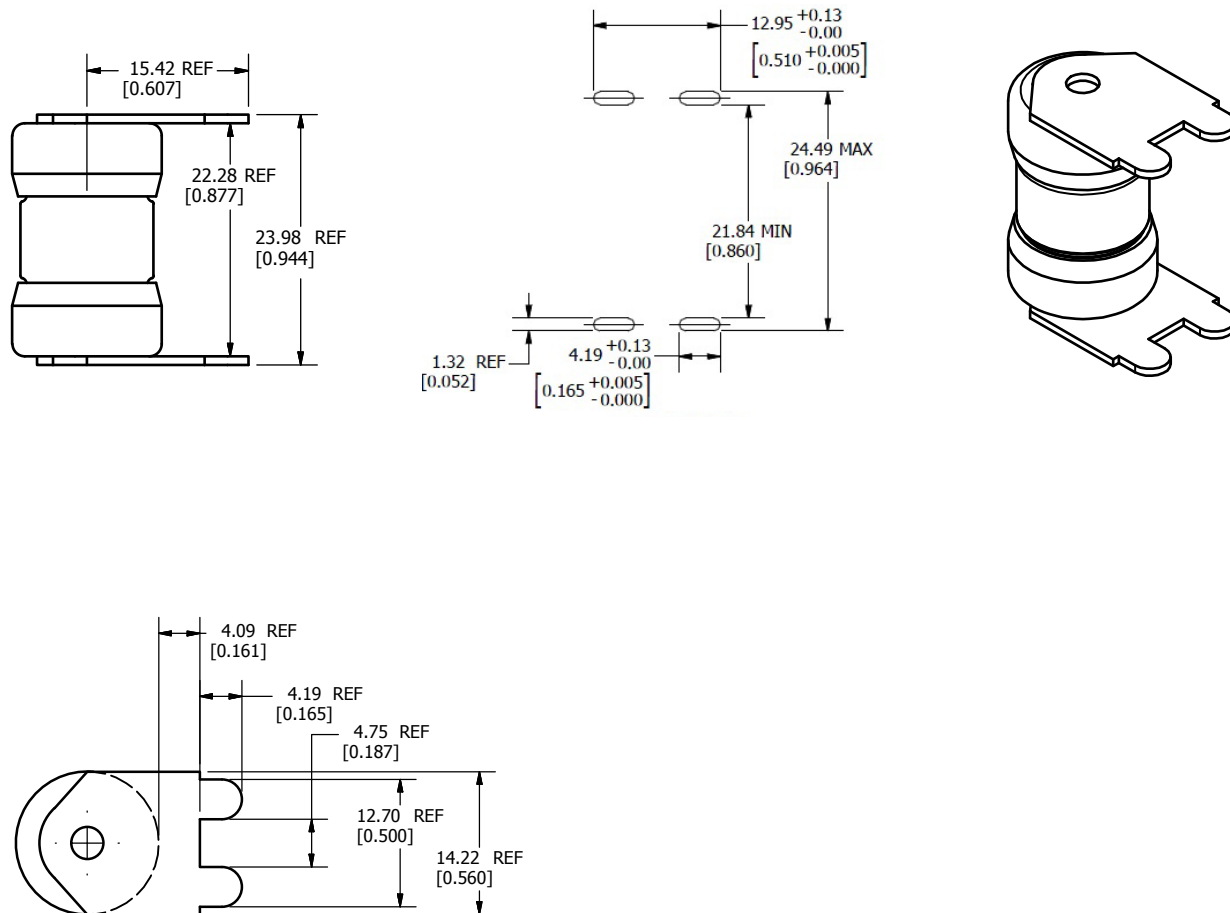 15.42 REF
[0.607]
22.28 REF
[0.877]
23.98 REF
[0.944]
12.95 +0.13
-0.00
[0.510 +0.005
-0.000]
24.49 MAX
[0.964]
21.84 MIN
[0.860]
1.32 REF
[0.052]
4.19 +0.13
-0.00
[0.165 +0.005
-0.000]
4.09 REF
[0.161]
4.19 REF
[0.165]
4.75 REF
[0.187]
12.70 REF
[0.500]
14.22 REF
[0.560]